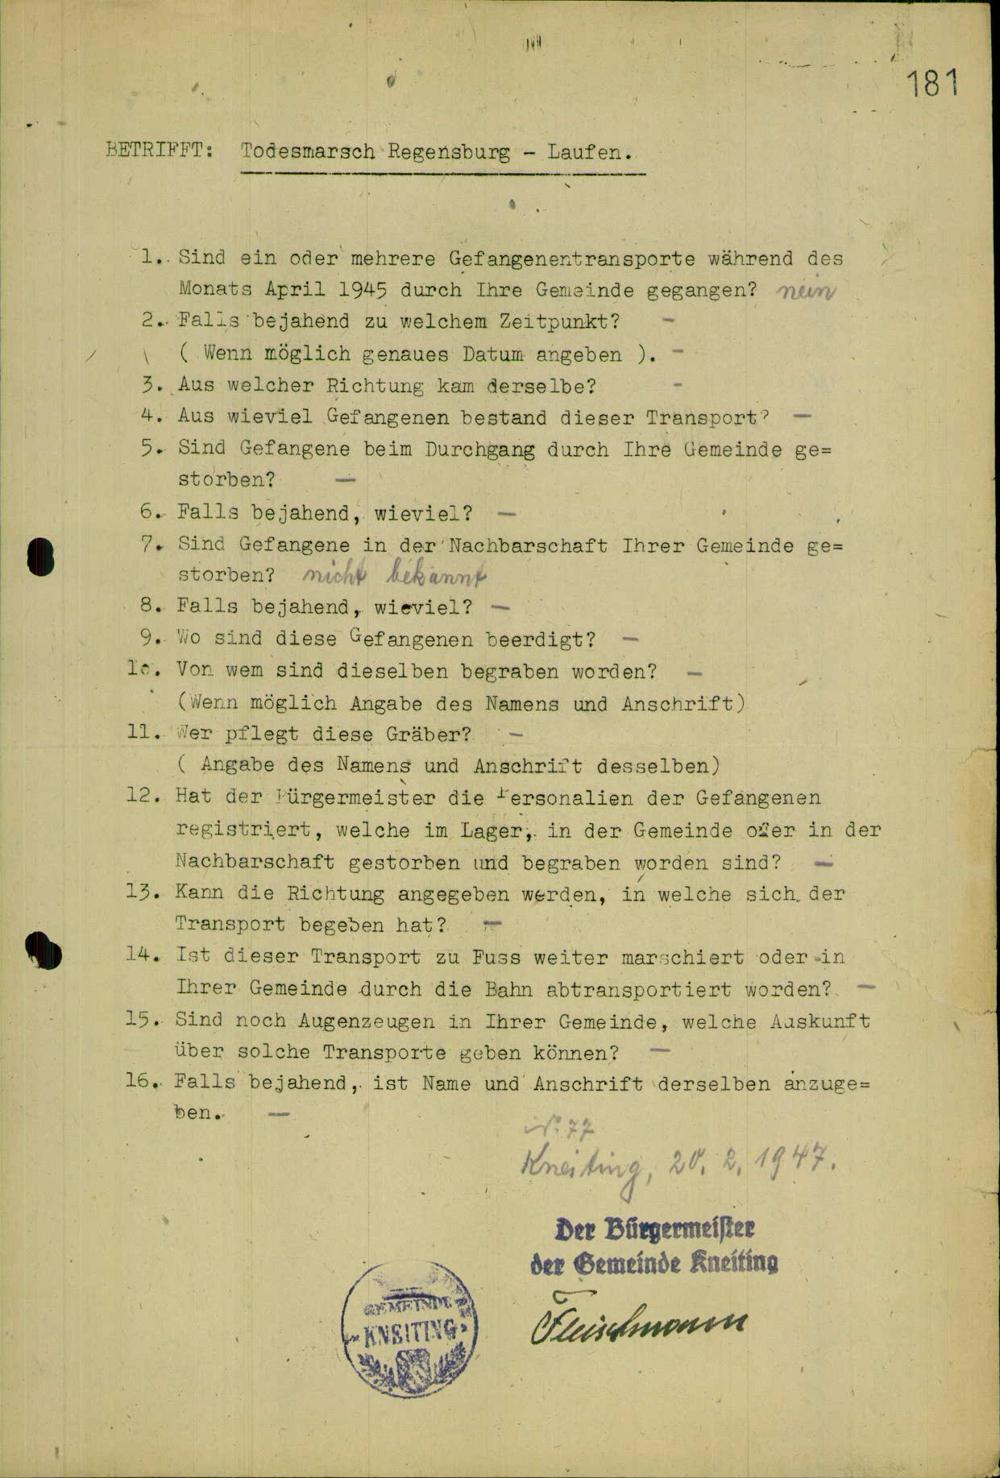 181
BETRIFFT: Todesmarsch Regensburg - Laufen.
1. Sind ein oder mehrere Gefangenentransporte während des
Monats April 1945 durch Ihre Gemeinde gegangen? nein
2. Falls bejahend zu welchem Zeitpunkt? -
( Wenn möglich genaues Datum angeben ). -
3. Aus welcher Richtung kam derselbe? -
4. Aus wieviel Gefangenen bestand dieser Transport? -
5. Sind Gefangene beim Durchgang durch Ihre Gemeinde ge=
storben? -
6. Falls bejahend, wieviel? -
7. Sind Gefangene in der Nachbarschaft Ihrer Gemeinde ge=
storben? nicht bekannt
8. Falls bejahend, wieviel? -
9. Wo sind diese Gefangenen beerdigt? -
10. Von wem sind dieselben begraben worden? -
(Wenn möglich Angabe des Namens und Anschrift)
11. Wer pflegt diese Gräber? -
( Angabe des Namens und Anschrift desselben)
12. Hat der Bürgermeister die Personalien der Gefangenen
registriert, welche im Lager, in der Gemeinde oder in der
Nachbarschaft gestorben und begraben worden sind? -
13. Kann die Richtung angegeben werden, in welche sich der
Transport begeben hat? -
14. Ist dieser Transport zu Fuss weiter marschiert oder in
Ihrer Gemeinde durch die Bahn abtransportiert worden? -
15. Sind noch Augenzeugen in Ihrer Gemeinde, welche Auskunft
über solche Transporte geben können? -
16. Falls bejahend, ist Name und Anschrift derselben anzuge=
ben. -
N° 77
Kneiting, 20. 2. 1947.
Der Bürgermeister
der Gemeinde Kneiting
Fleischmann
GEMEINDE
KNEITING